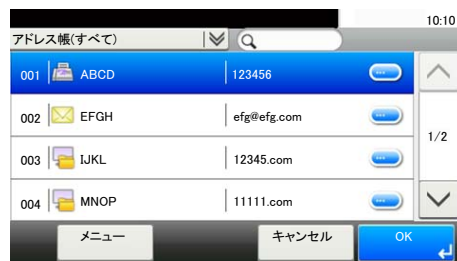 10:10
アドレス帳(すべて)
001 ABCD 123456
002 EFGH efg@efg.com
1/2
003 IJKL 12345.com
004 MNOP 11111.com
メニュー キャンセル OK